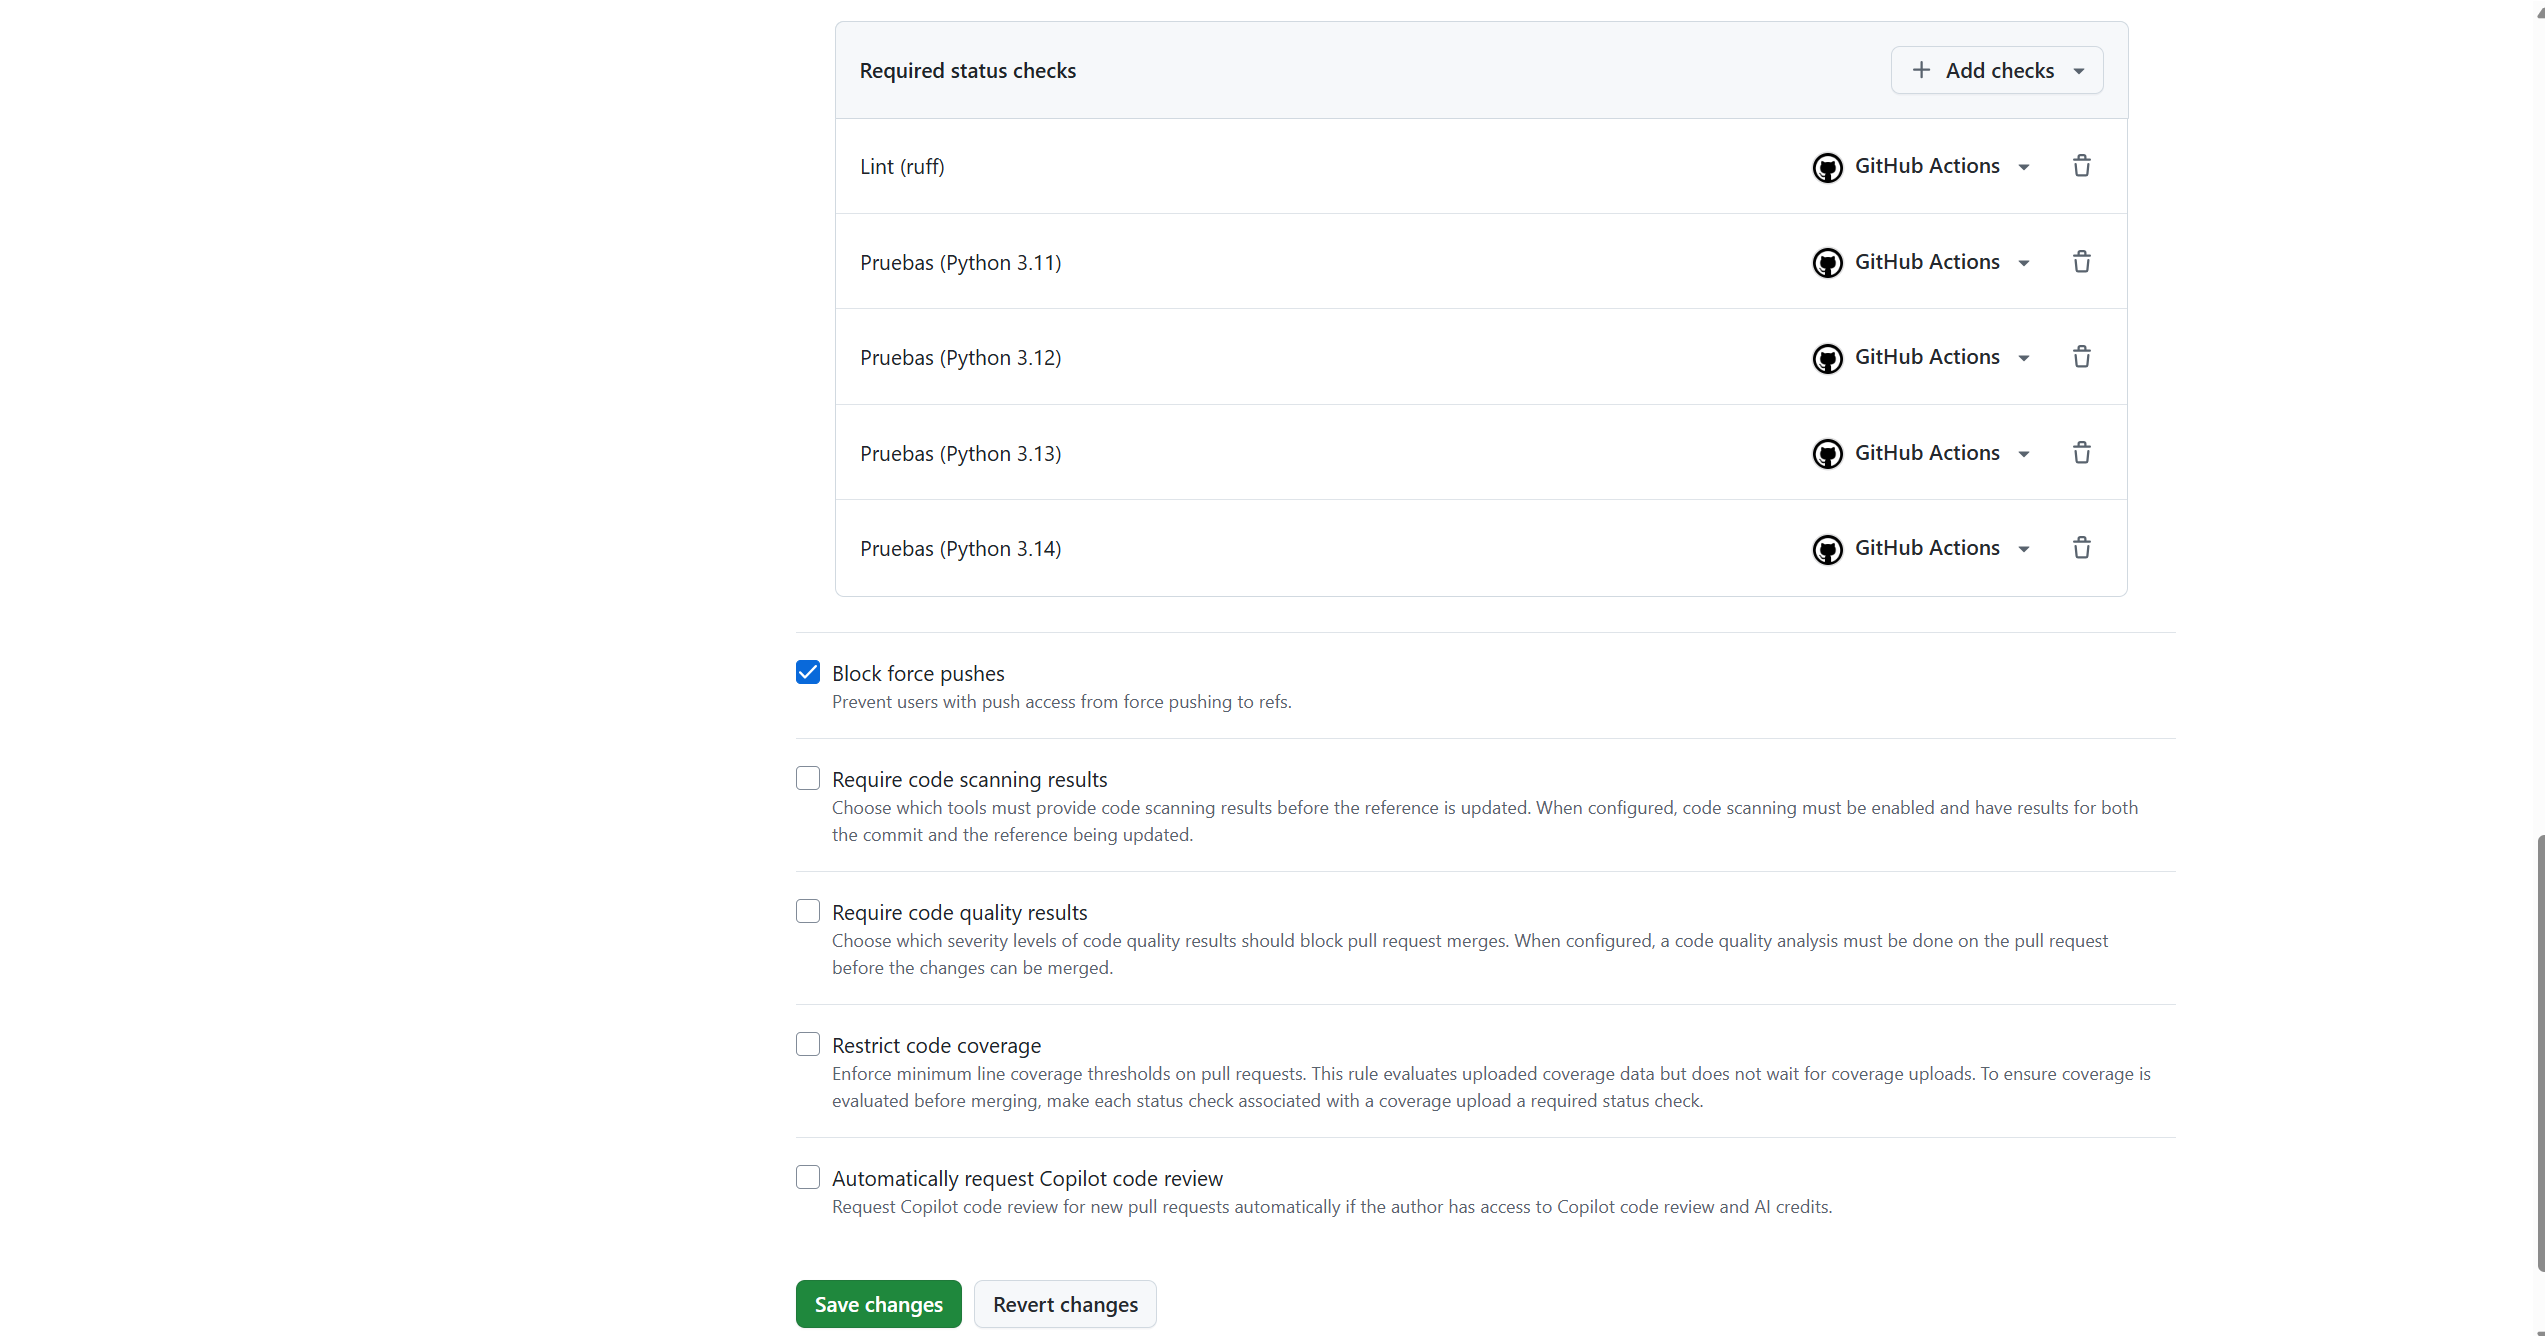 Required status checks
Add checks
Lint (ruff)
GitHub Actions
Pruebas (Python 3.11)
GitHub Actions
Pruebas (Python 3.12)
GitHub Actions
Pruebas (Python 3.13)
GitHub Actions
Pruebas (Python 3.14)
GitHub Actions
Block force pushes
Prevent users with push access from force pushing to refs.
Require code scanning results
Choose which tools must provide code scanning results before the reference is updated. When configured, code scanning must be enabled and have results for both
the commit and the reference being updated.
Require code quality results
Choose which severity levels of code quality results should block pull request merges. When configured, a code quality analysis must be done on the pull request
before the changes can be merged.
Restrict code coverage
Enforce minimum line coverage thresholds on pull requests. This rule evaluates uploaded coverage data but does not wait for coverage uploads. To ensure coverage is
evaluated before merging, make each status check associated with a coverage upload a required status check.
Automatically request Copilot code review
Request Copilot code review for new pull requests automatically if the author has access to Copilot code review and AI credits.
Save changes
Revert changes